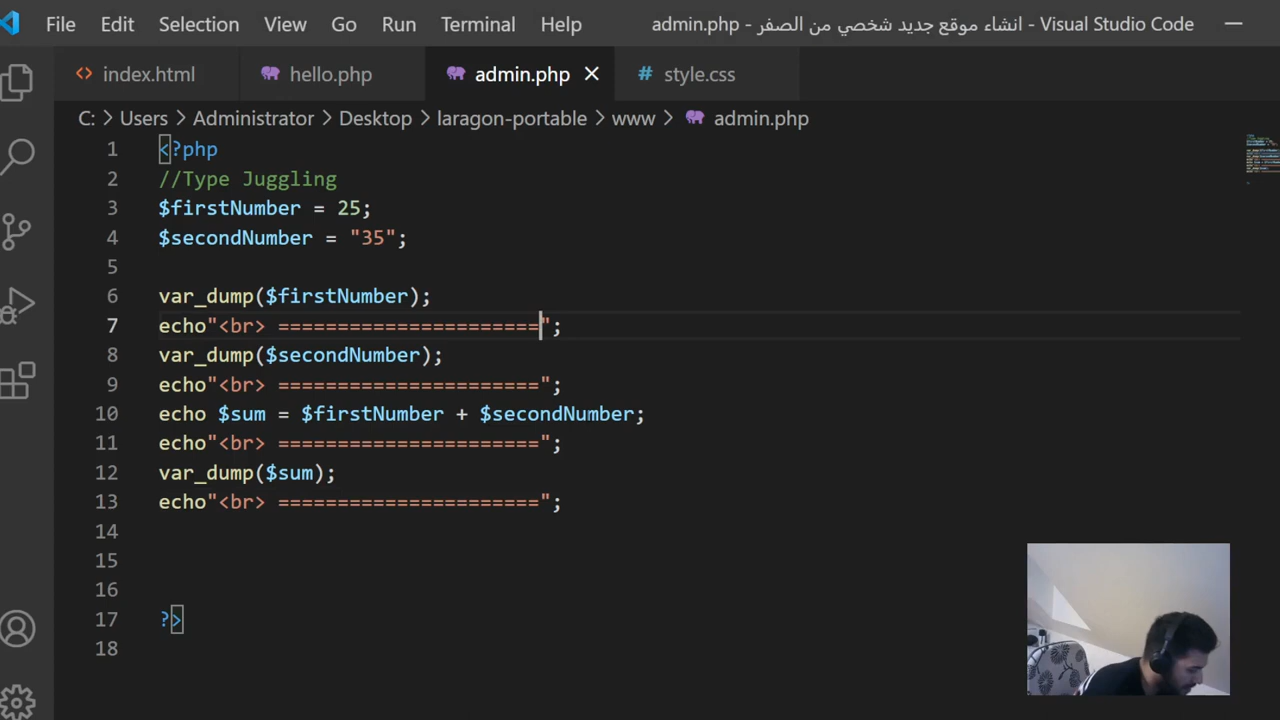 File Edit Selection View Go Run Terminal Help admin.php - انشاء موقع جديد شخصي من الصفر - Visual Studio Code
index.html hello.php admin.php style.css
C: > Users > Administrator > Desktop > laragon-portable > www > admin.php
1 <?php
2 //Type Juggling
3 $firstNumber = 25;
4 $secondNumber = "35";
5
6 var_dump($firstNumber);
7 echo"<br> ======================";
8 var_dump($secondNumber);
9 echo"<br> ======================";
10 echo $sum = $firstNumber + $secondNumber;
11 echo"<br> ======================";
12 var_dump($sum);
13 echo"<br> ======================";
14
15
16
17 ?>
18